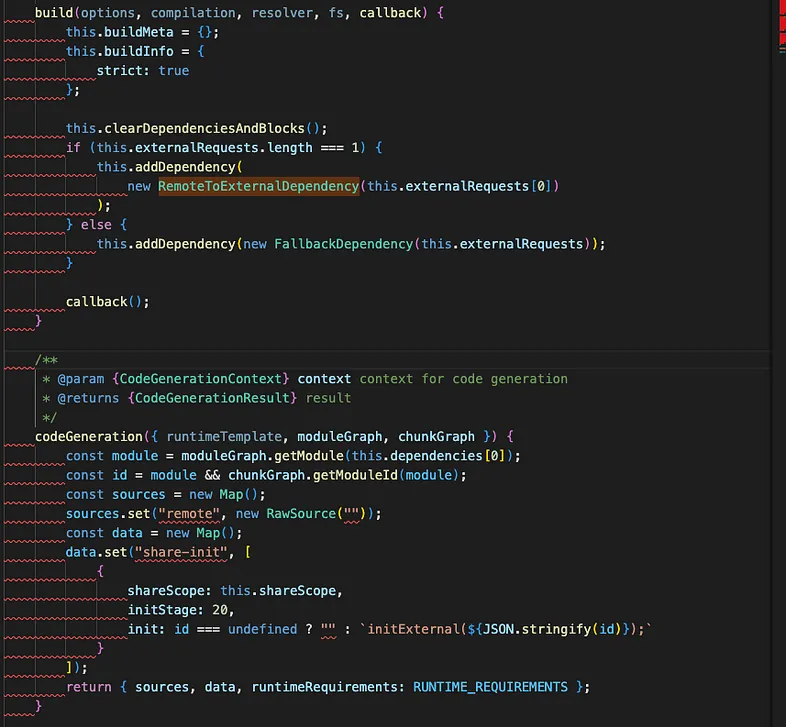 build(options, compilation, resolver, fs, callback) {
this.buildMeta = {};
this.buildInfo = {
strict: true
};
this.clearDependenciesAndBlocks();
if (this.externalRequests.length === 1) {
this.addDependency(
new RemoteToExternalDependency(this.externalRequests[0])
);
} else {
this.addDependency(new FallbackDependency(this.externalRequests));
}
callback();
}
/**
* @param {CodeGenerationContext} context context for code generation
* @returns {CodeGenerationResult} result
*/
codeGeneration({ runtimeTemplate, moduleGraph, chunkGraph }) {
const module = moduleGraph.getModule(this.dependencies[0]);
const id = module && chunkGraph.getModuleId(module);
const sources = new Map();
sources.set("remote", new RawSource(""));
const data = new Map();
data.set("share-init", [
{
shareScope: this.shareScope,
initStage: 20,
init: id === undefined ? "" : `initExternal(${JSON.stringify(id)});`
}
]);
return { sources, data, runtimeRequirements: RUNTIME_REQUIREMENTS };
}